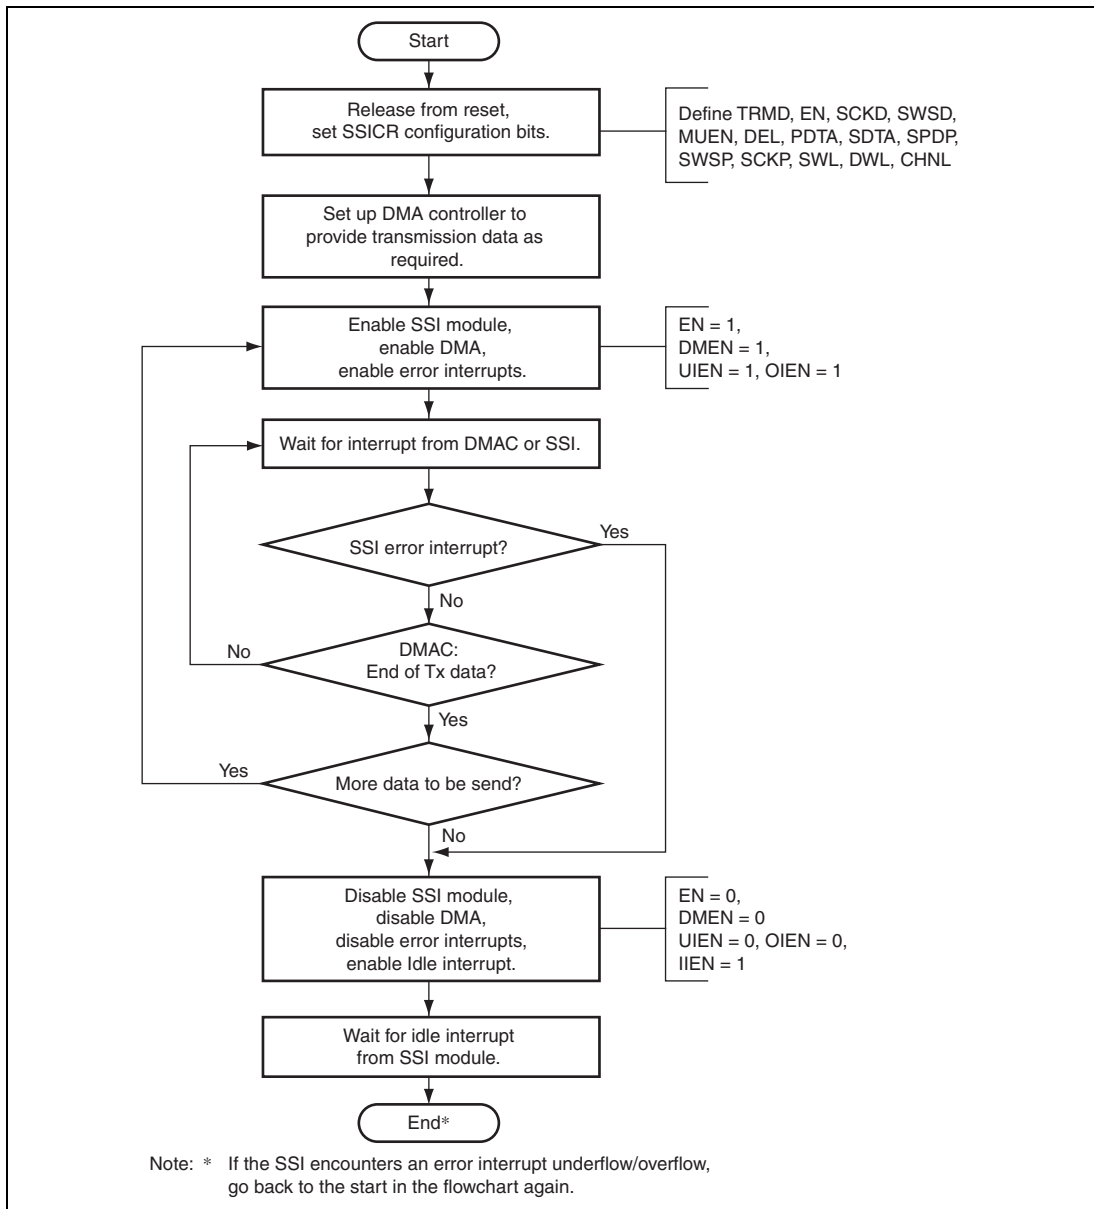 Start
Release from reset,
set SSICR configuration bits.
Define TRMD, EN, SCKD, SWSD,
MUEN, DEL, PDTA, SDTA, SPDP,
SWSP, SCKP, SWL, DWL, CHNL
Set up DMA controller to
provide transmission data as
required.
Enable SSI module,
enable DMA,
enable error interrupts.
EN = 1,
DMEN = 1,
UIEN = 1, OIEN = 1
Wait for interrupt from DMAC or SSI.
SSI error interrupt?
Yes
No
DMAC:
End of Tx data?
No
Yes
More data to be send?
Yes
No
Disable SSI module,
disable DMA,
disable error interrupts,
enable Idle interrupt.
EN = 0,
DMEN = 0
UIEN = 0, OIEN = 0,
IIEN = 1
Wait for idle interrupt
from SSI module.
End*
Note: * If the SSI encounters an error interrupt underflow/overflow,
go back to the start in the flowchart again.